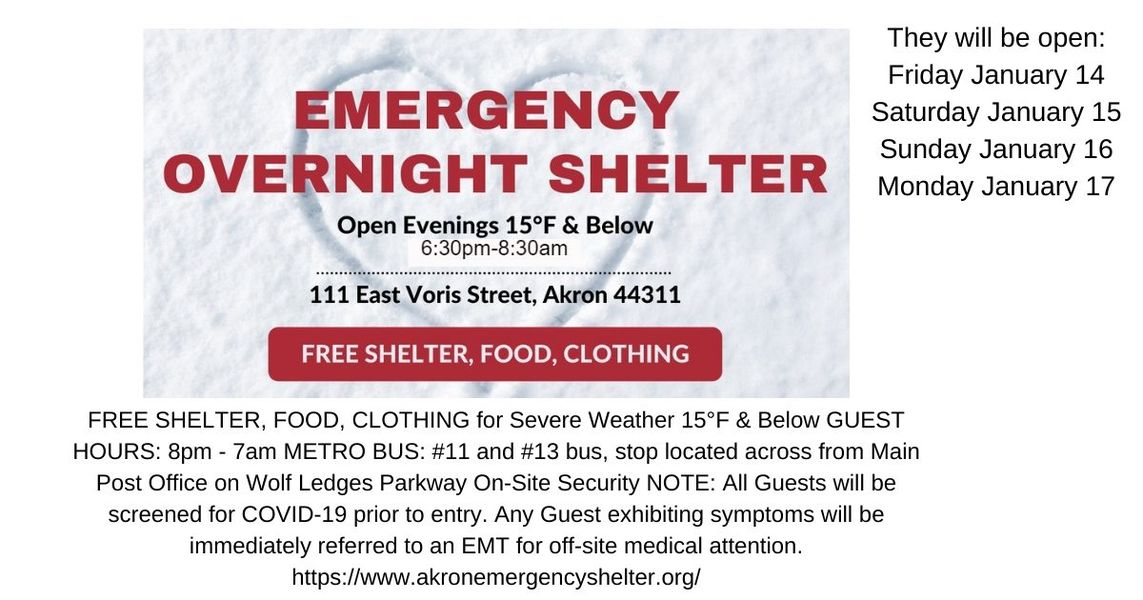 EMERGENCY
OVERNIGHT SHELTER
Open Evenings 15°F & Below
6:30pm-8:30am
111 East Voris Street, Akron 44311
FREE SHELTER, FOOD, CLOTHING
They will be open:
Friday January 14
Saturday January 15
Sunday January 16
Monday January 17
FREE SHELTER, FOOD, CLOTHING for Severe Weather 15°F & Below GUEST
HOURS: 8pm - 7am METRO BUS: #11 and #13 bus, stop located across from Main
Post Office on Wolf Ledges Parkway On-Site Security NOTE: All Guests will be
screened for COVID-19 prior to entry. Any Guest exhibiting symptoms will be
immediately referred to an EMT for off-site medical attention.
https://www.akronemergencyshelter.org/